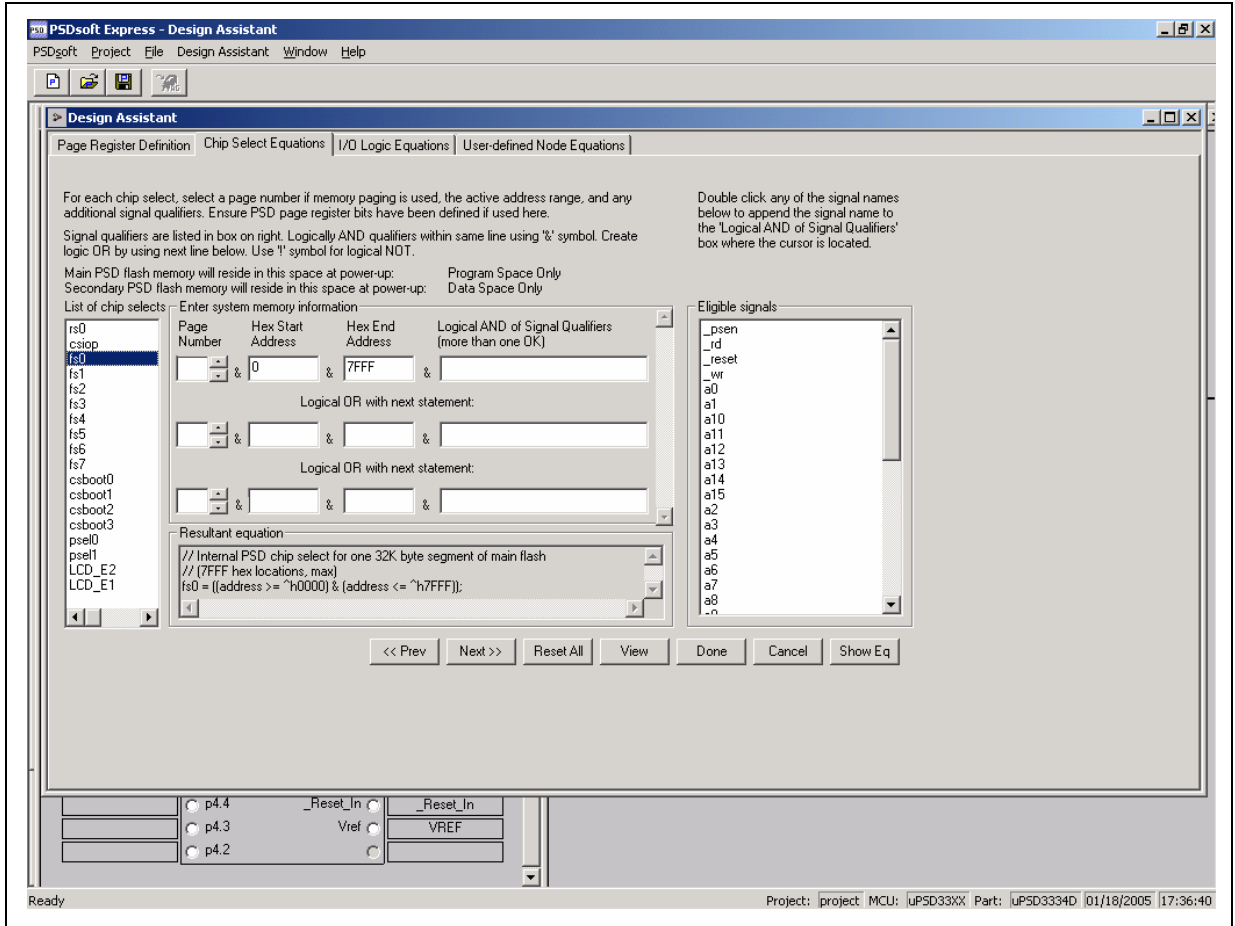 PSD PSDsoft Express - Design Assistant
PSDsoft Project File Design Assistant Window Help
Design Assistant
Page Register Definition Chip Select Equations I/O Logic Equations User-defined Node Equations
For each chip select, select a page number if memory paging is used, the active address range, and any
additional signal qualifiers. Ensure PSD page register bits have been defined if used here.
Signal qualifiers are listed in box on right. Logically AND qualifiers within same line using '&' symbol. Create
logic OR by using next line below. Use '!' symbol for logical NOT.
Main PSD flash memory will reside in this space at power-up: Program Space Only
Secondary PSD flash memory will reside in this space at power-up: Data Space Only
Double click any of the signal names
below to append the signal name to
the 'Logical AND of Signal Qualifiers'
box where the cursor is located.
List of chip selects
rs0
csiop
fs0
fs1
fs2
fs3
fs4
fs5
fs6
fs7
csboot0
csboot1
csboot2
csboot3
psel0
psel1
LCD_E2
LCD_E1
Enter system memory information
Page Number
Hex Start Address
Hex End Address
Logical AND of Signal Qualifiers
(more than one OK)
& 0 & 7FFF &
Logical OR with next statement:
& & &
Logical OR with next statement:
& & &
Resultant equation
// Internal PSD chip select for one 32K byte segment of main flash
// (7FFF hex locations, max)
fs0 = ((address >= ^h0000) & (address <= ^h7FFF));
Eligible signals
_psen
_rd
_reset
_wr
a0
a1
a10
a11
a12
a13
a14
a15
a2
a3
a4
a5
a6
a7
a8
<< Prev Next >> Reset All View Done Cancel Show Eq
p4.4 _Reset_In _Reset_In
p4.3 Vref VREF
p4.2
Ready Project: project MCU: uPSD33XX Part: uPSD3334D 01/18/2005 17:36:40